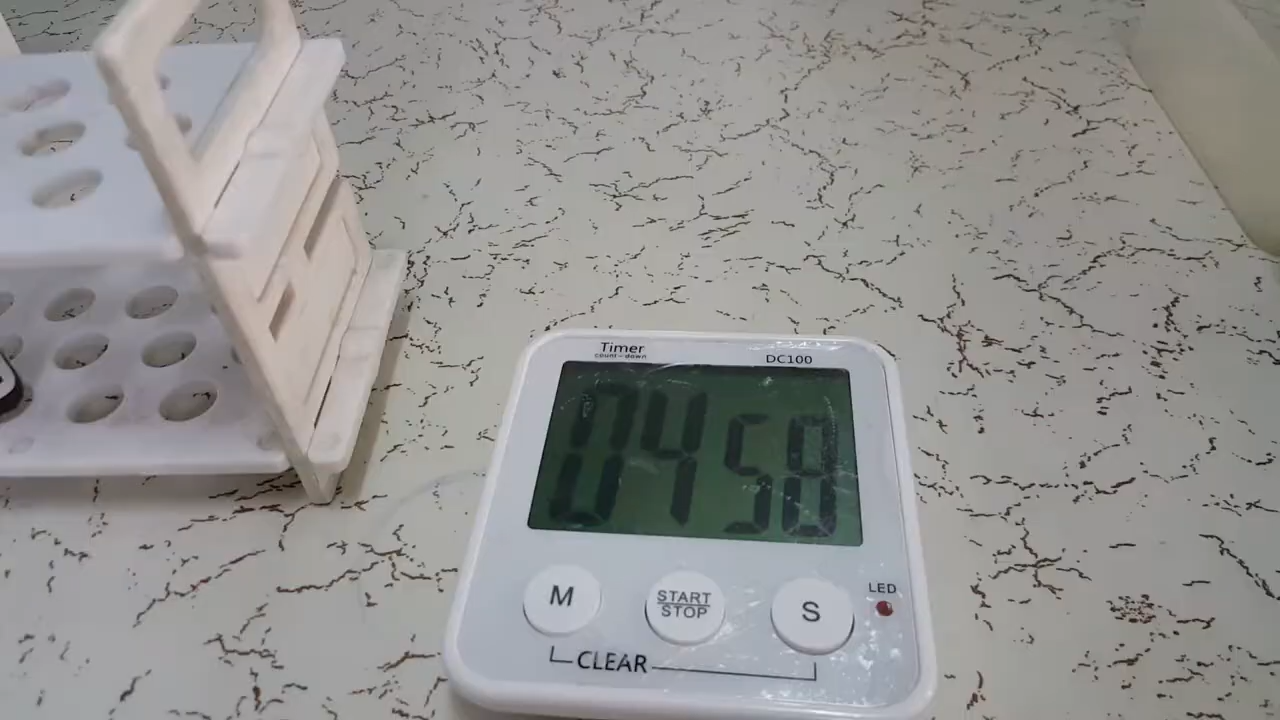 Timer
count-down
DC100
04 58
M
START
STOP
S
LED
CLEAR